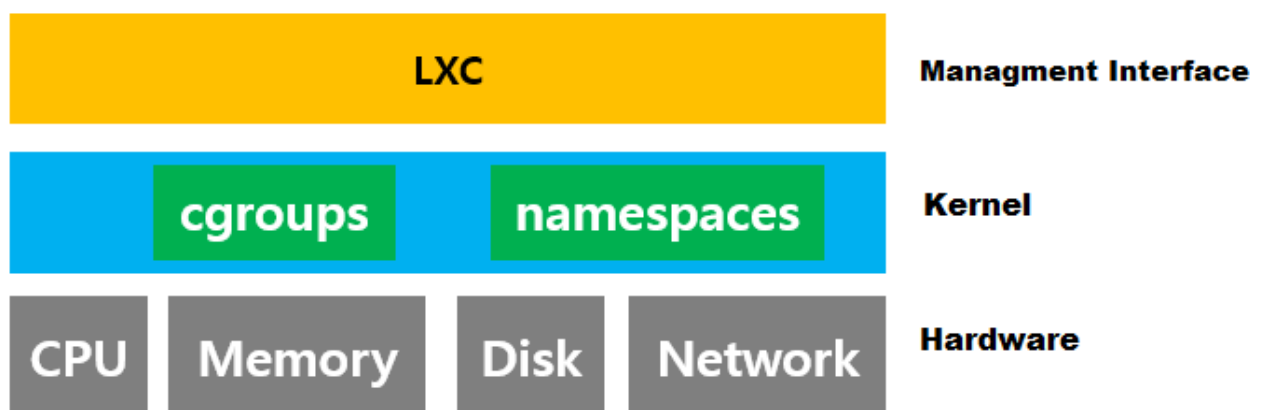 LXC
Managment Interface
cgroups namespaces
Kernel
CPU Memory Disk Network
Hardware